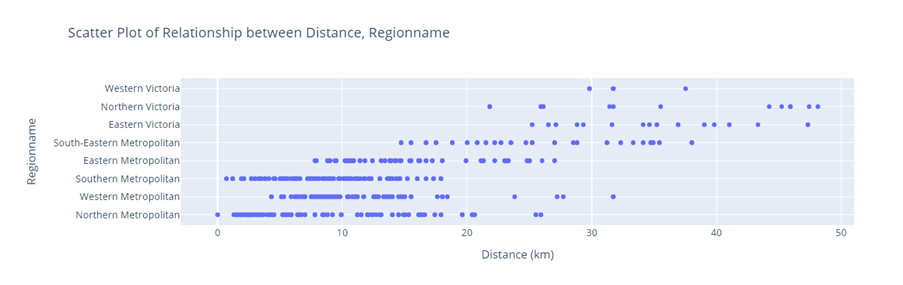 Scatter Plot of Relationship between Distance, Regionname
Regionname
Western Victoria
Northern Victoria
Eastern Victoria
South-Eastern Metropolitan
Eastern Metropolitan
Southern Metropolitan
Western Metropolitan
Northern Metropolitan
0 10 20 30 40 50
Distance (km)